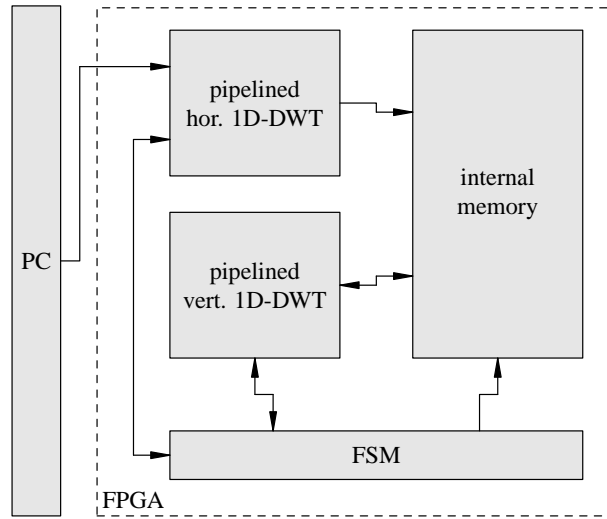 pipelined
hor. 1D-DWT
internal
memory
PC
pipelined
vert. 1D-DWT
FSM
FPGA